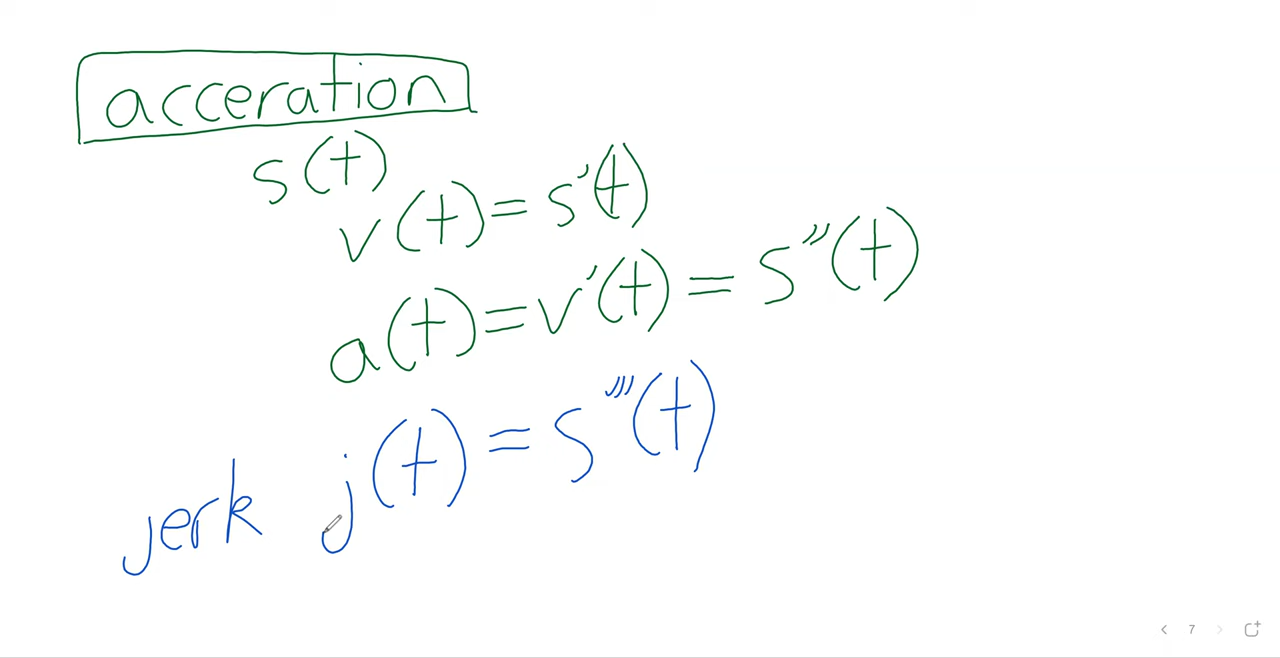 acceration
s(t)
v(t) = s'(t)
a(t) = v'(t) = s''(t)
jerk j(t) = s'''(t)
7